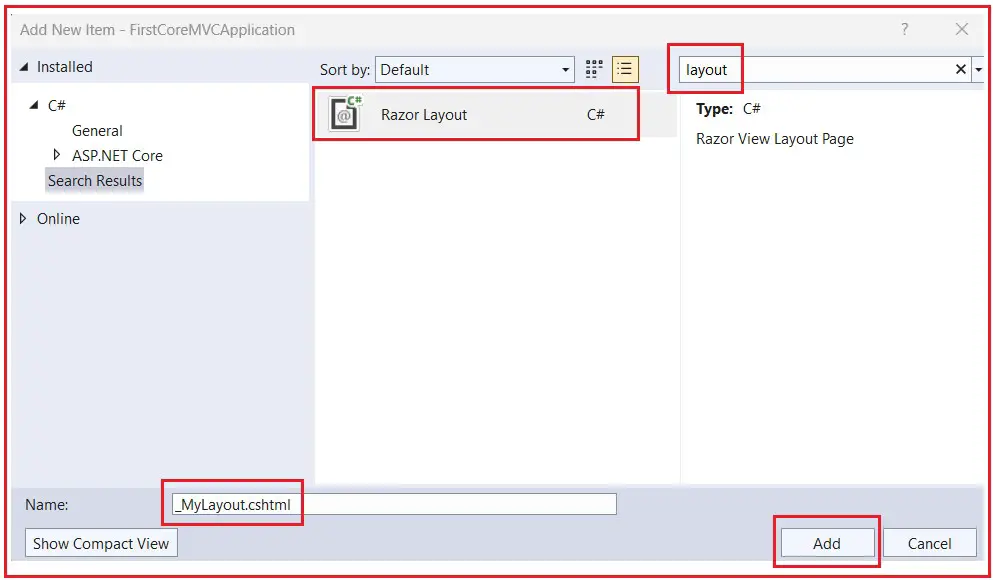 Add New Item - FirstCoreMVCApplication ?
Installed
Sort by: Default
layout
C#
General
ASP.NET Core
Search Results
Online
C#
@
Razor Layout C#
Type: C#
Razor View Layout Page
Name: _MyLayout.cshtml
Show Compact View
Add
Cancel